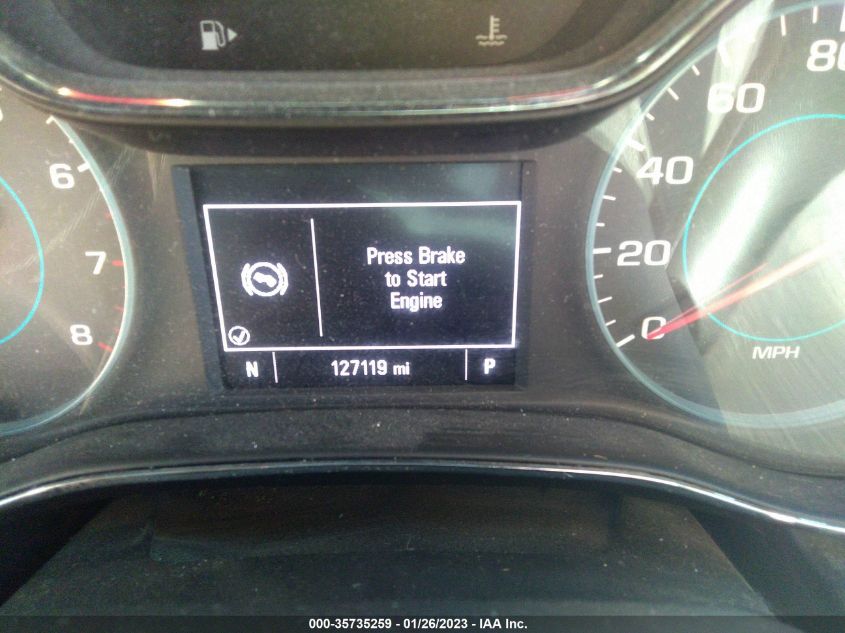 80
60
6
40
Press Brake
7
20
to Start
Engine
8
0
MPH
N 127119 mi P
000-35735259 - 01/26/2023 - IAA Inc.